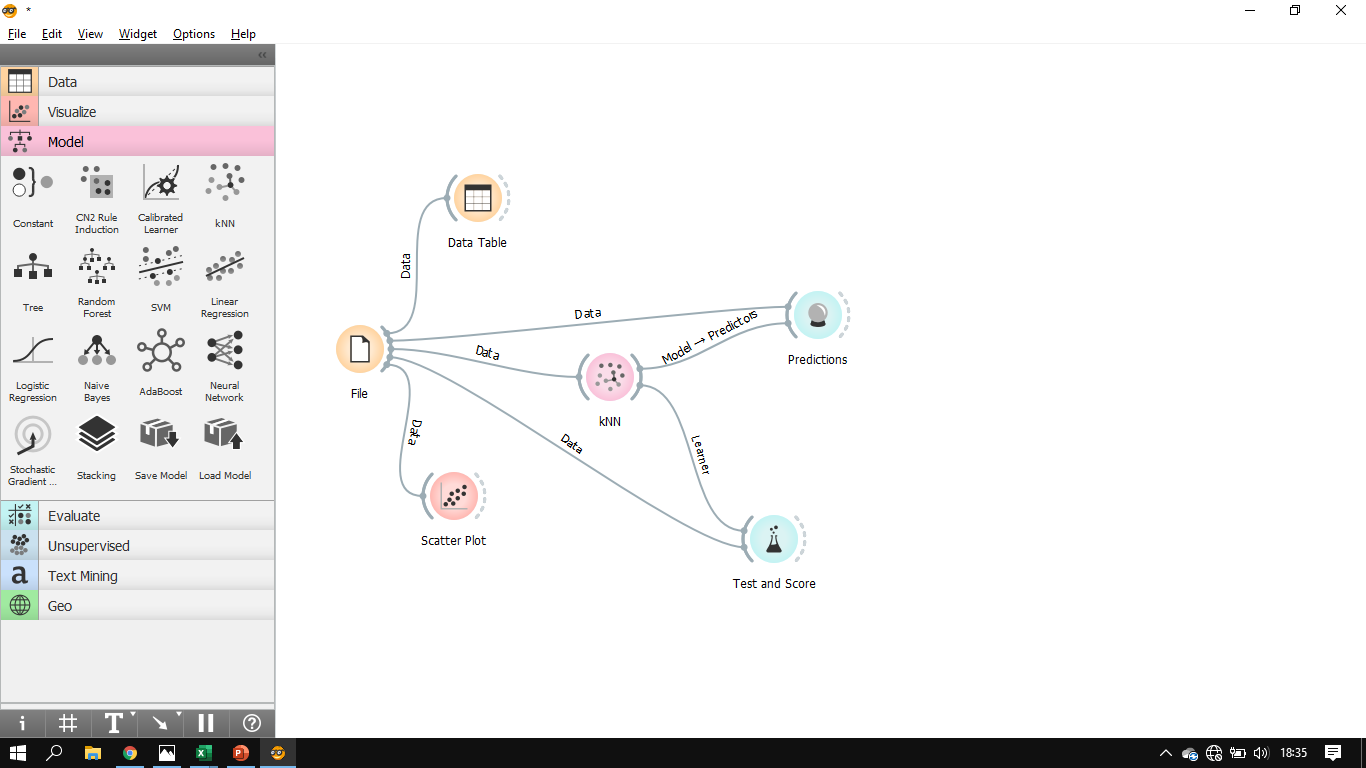 *
File Edit View Widget Options Help
Data
Visualize
Model
Constant
CN2 Rule
Induction
Calibrated
Learner
kNN
Tree
Random
Forest
SVM
Linear
Regression
Logistic
Regression
Naive
Bayes
AdaBoost
Neural
Network
Stochastic
Gradient ...
Stacking
Save Model
Load Model
Evaluate
Unsupervised
a Text Mining
Geo
Data Table
Data
Data
Model → Predictors
Predictions
Data
File
kNN
Data
Data
Learner
Scatter Plot
Test and Score
i # T ?
18:35